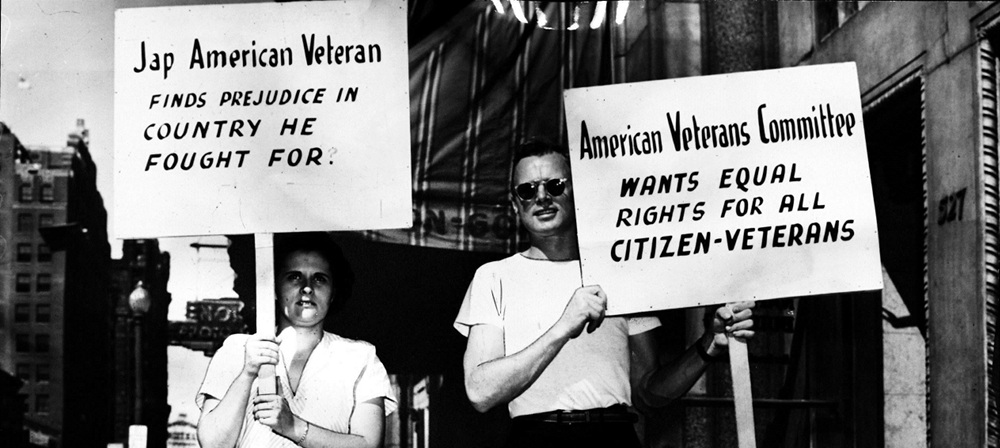 Jap American Veteran
FINDS PREJUDICE IN
COUNTRY HE
FOUGHT FOR.
American Veterans Committee
WANTS EQUAL
RIGHTS FOR ALL
CITIZEN-VETERANS
527